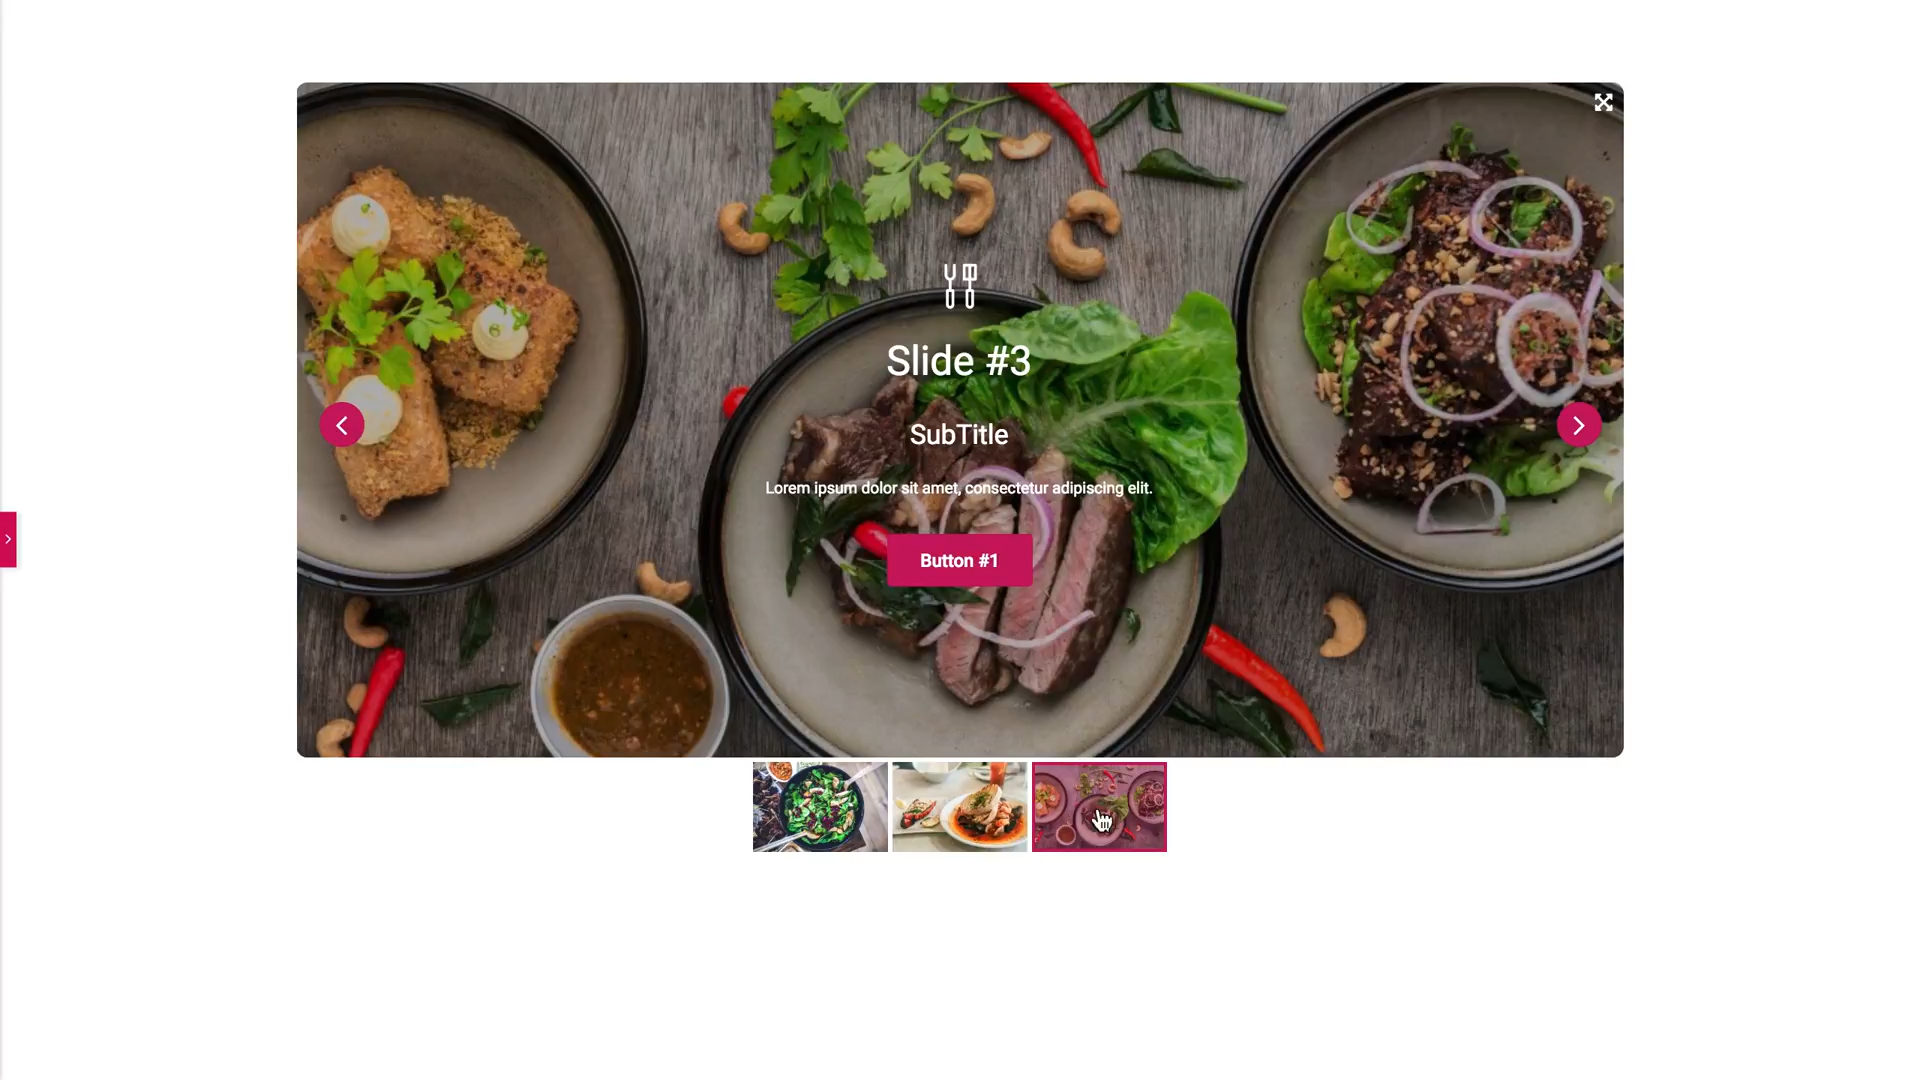 Slide #3
SubTitle
Lorem ipsum dolor sit amet, consectetur adipiscing elit.
Button #1